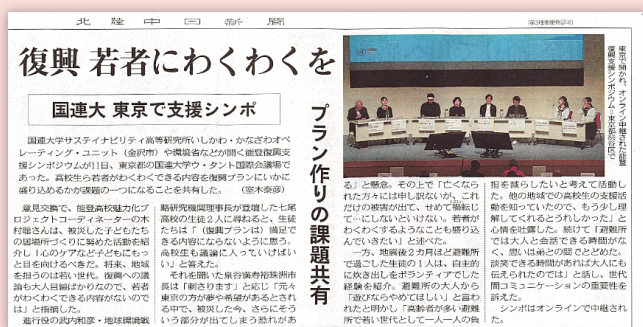 北陸中日新聞
(第3種郵便物認可)
復興 若者にわくわくを
国連大 東京で支援シンポ
プラン作りの課題共有
東京で開かれ、オンライン中継された能登
復興支援シンポジウム＝東京都渋谷区で
国連大学サステイナビリティ高等研究所いしかわ・かなざわオペ
レーティング・ユニット（金沢市）や環境省などが開く能登復興支
援シンポジウムが11日、東京都の国連大学ウ・タント国際会議場で
あった。高校生ら若者がわくわくできる内容を復興プランにいかに
盛り込めるかが課題の一つになることを共有した。（室木泰彦）
意見交換で、能登高校魅力化プ
ロジェクトコーディネーターの木
村聡さんは、被災した子どもたち
の居場所づくりに努めた活動を紹
介し「心のケアなど子どもにもっ
と目を向けるべきだ。将来、地域
を担うのは若い世代。復興への議
論も大人目線ばかりなので、若者
がわくわくできる内容がないので
は」と指摘した。
進行役の武内和彦・地球環境戦
略研究機関理事長が登壇した七尾
高校の生徒２人に尋ねると、生徒
たちは「（復興プランは）満足で
きる内容にならないように思う。
高校生も議論に入っていければい
い」と答えた。
それを聞いた泉谷満寿裕珠洲市
長は「刺さります」と応じ「元々
東京の方が夢や希望があるとされ
る中で、被災した今、さらにそう
いう部分が出てしまう恐れがあ
る」と懸念。その上で「亡くなら
れた方々には申し訳ないが、これ
だけの被害が出て、せめて禍転じ
て…にしないといけない。若者が
わくわくするようなことも盛り込
んでいきたい」と述べた。
一方、地震後２カ月ほど避難所
で過ごした生徒の１人は、自主的
に炊き出しをボランティアでした
経験を紹介。避難所の大人から
「遊びならやめてほしい」と言わ
れたと明かし「高齢者が多い避難
所で若い世代として一人一人の負
担を減らしたいと考えて活動し
た。他の地域での高校生の支援活
動を知っていたので、もう少し理
解してくれるとうれしかった」と
心情を吐露した。続けて「避難所
では大人と会話できる時間がな
く、思いは弟との間でとどめた。
談笑できる時間があれば大人にも
伝えられたのでは」と話し、世代
間コミュニケーションの重要性を
訴えた。
シンポはオンラインで中継し